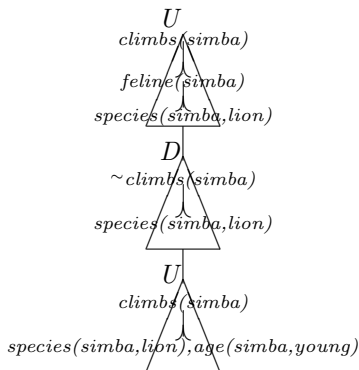 U
climbs(simba)
feline(simba)
species(simba,lion)
D
~climbs(simba)
species(simba,lion)
U
climbs(simba)
species(simba,lion),age(simba,young)